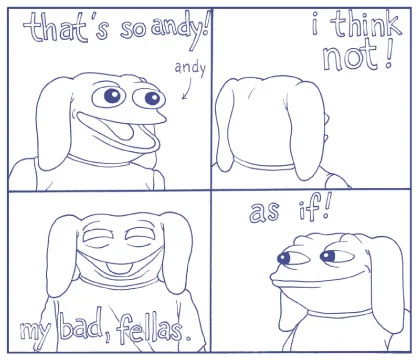 that's so andy!
andy
i think
not!
my bad, fellas.
as if!